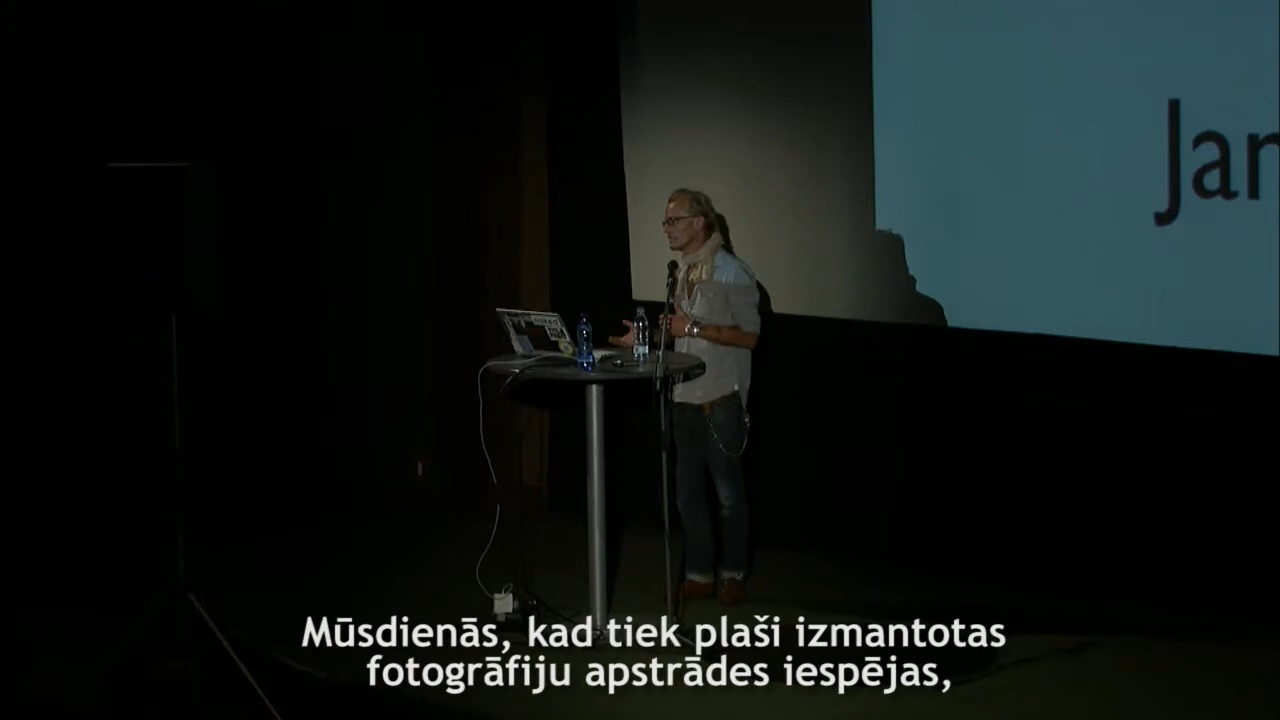 Jan
Mūsdienās, kad tiek plaši izmantotas
fotogrāfiju apstrādes iespējas,